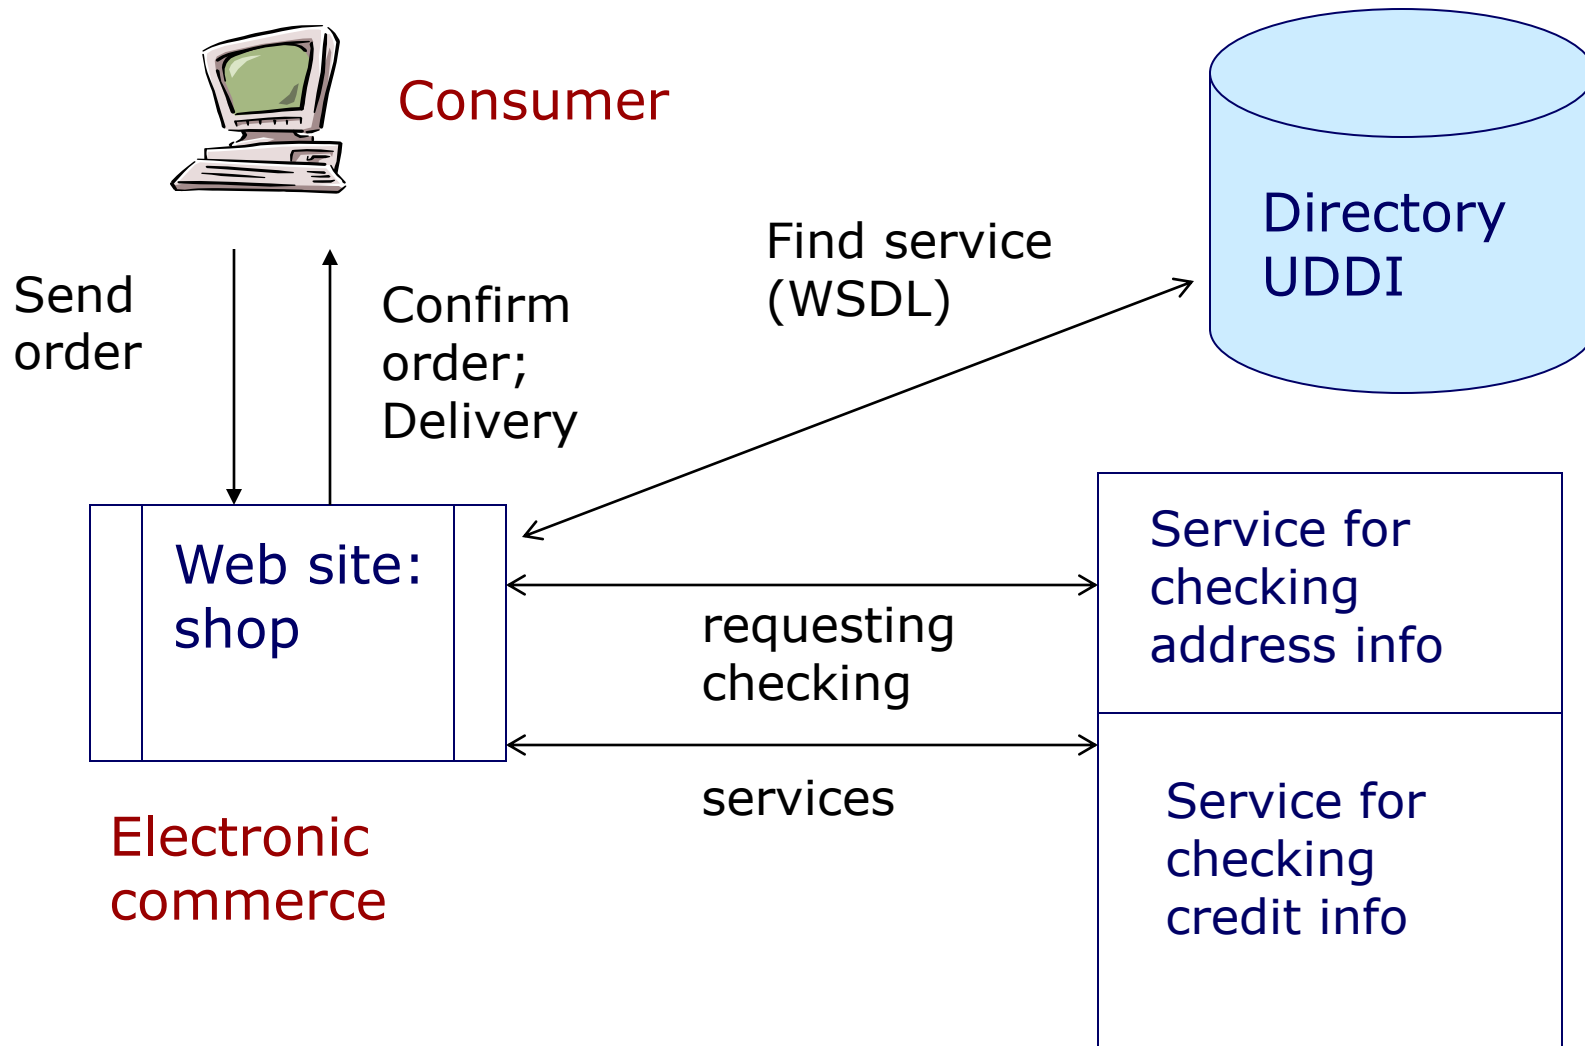 Consumer
Directory
UDDI
Find service
(WSDL)
Send
order
Confirm
order;
Delivery
Web site:
shop
Service for
checking
address info
requesting
checking
services
Service for
checking
credit info
Electronic
commerce